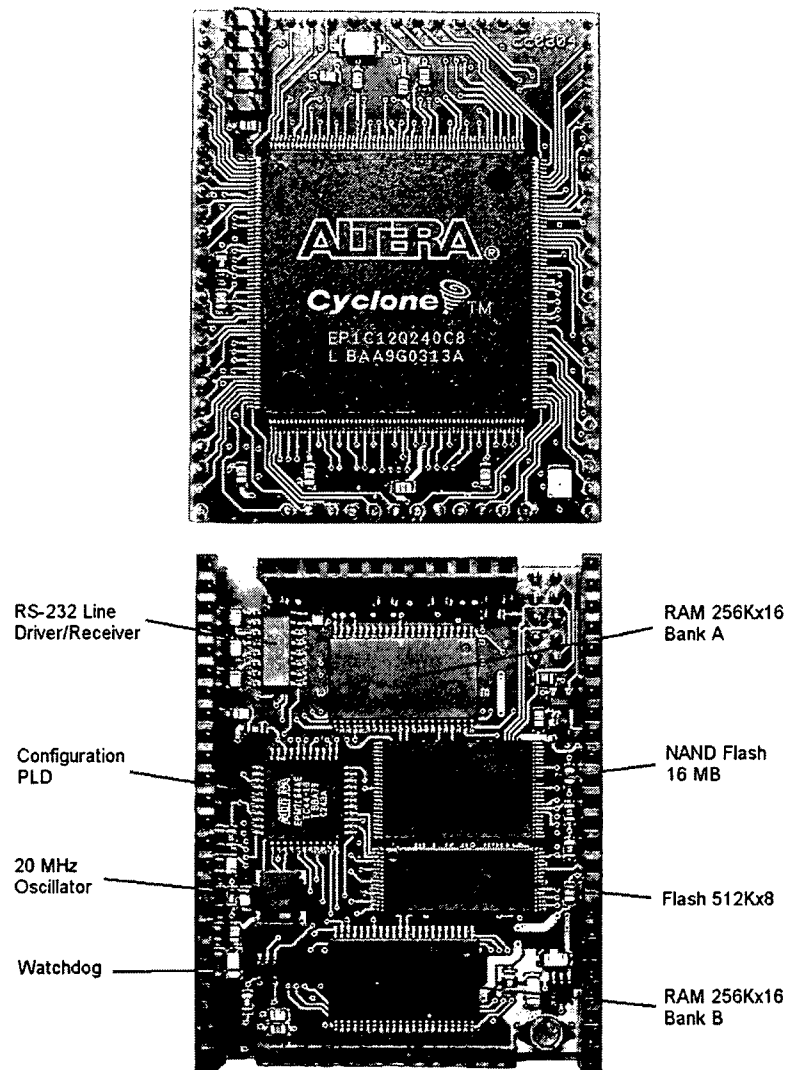 ALTERA®
Cyclone TM
EP1C12Q240C8
L BAA9G0313A
RS-232 Line
Driver/Receiver
RAM 256Kx16
Bank A
Configuration
PLD
NAND Flash
16 MB
ALTERA
20 MHz
Oscillator
Flash 512Kx8
Watchdog
RAM 256Kx16
Bank B